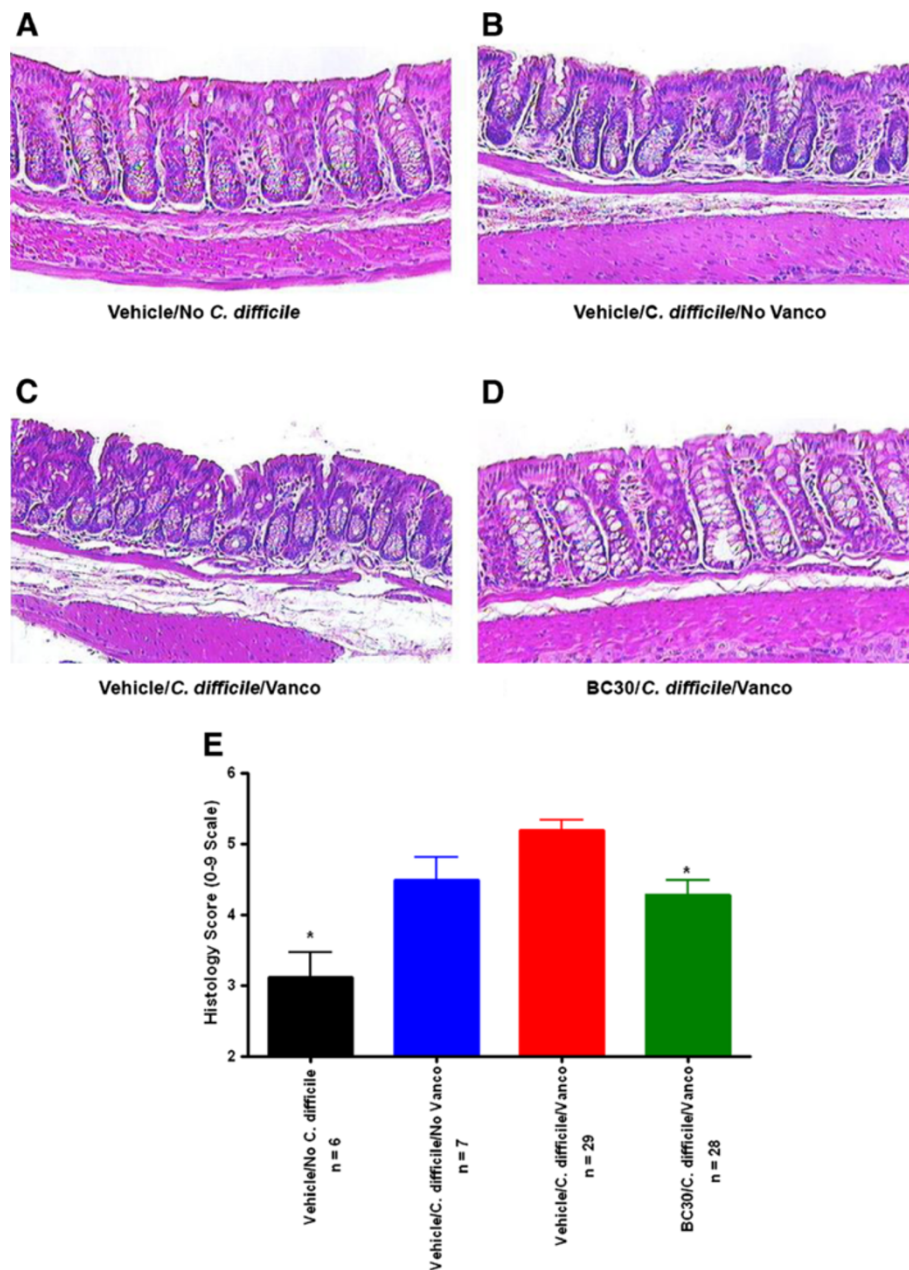 A
B
Vehicle/No C. difficile
Vehicle/C. difficile/No Vanco
C
D
Vehicle/C. difficile/Vanco
BC30/C. difficile/Vanco
E
Histology Score (0-9 Scale)
6
5
4
3
2
*
*
Vehicle/No C. difficile
n = 6
Vehicle/C. difficile/No Vanco
n = 7
Vehicle/C. difficile/Vanco
n = 29
BC30/C. difficile/Vanco
n = 28